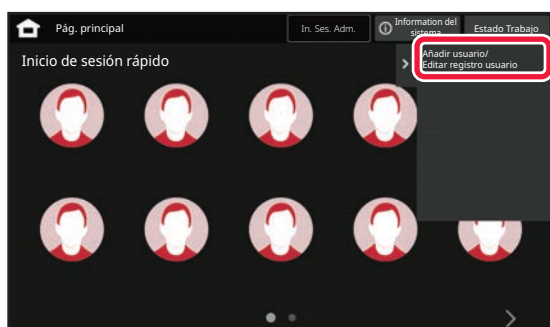 Pág. principal
In. Ses. Adm.
Information del
sistema
Estado Trabajo
Inicio de sesión rápido
Añadir usuario/
Editar registro usuario